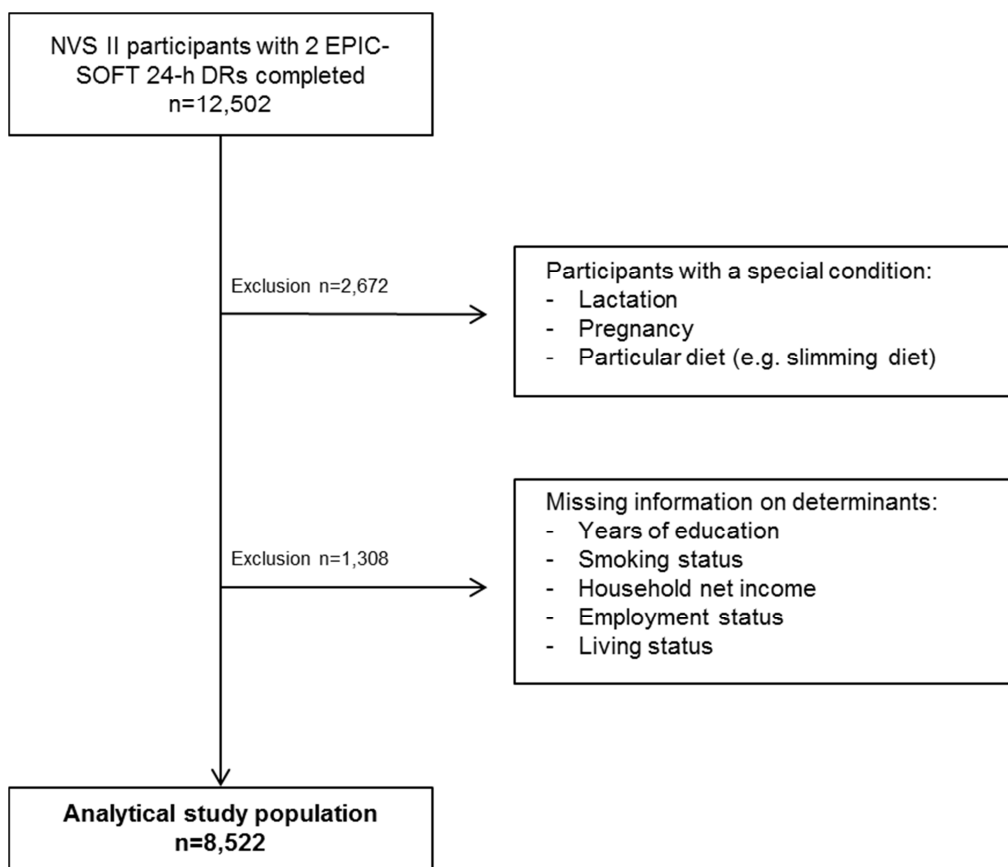 NVS II participants with 2 EPIC-
SOFT 24-h DRs completed
n=12,502
Exclusion n=2,672
Participants with a special condition:
- Lactation
- Pregnancy
- Particular diet (e.g. slimming diet)
Exclusion n=1,308
Missing information on determinants:
- Years of education
- Smoking status
- Household net income
- Employment status
- Living status
Analytical study population
n=8,522